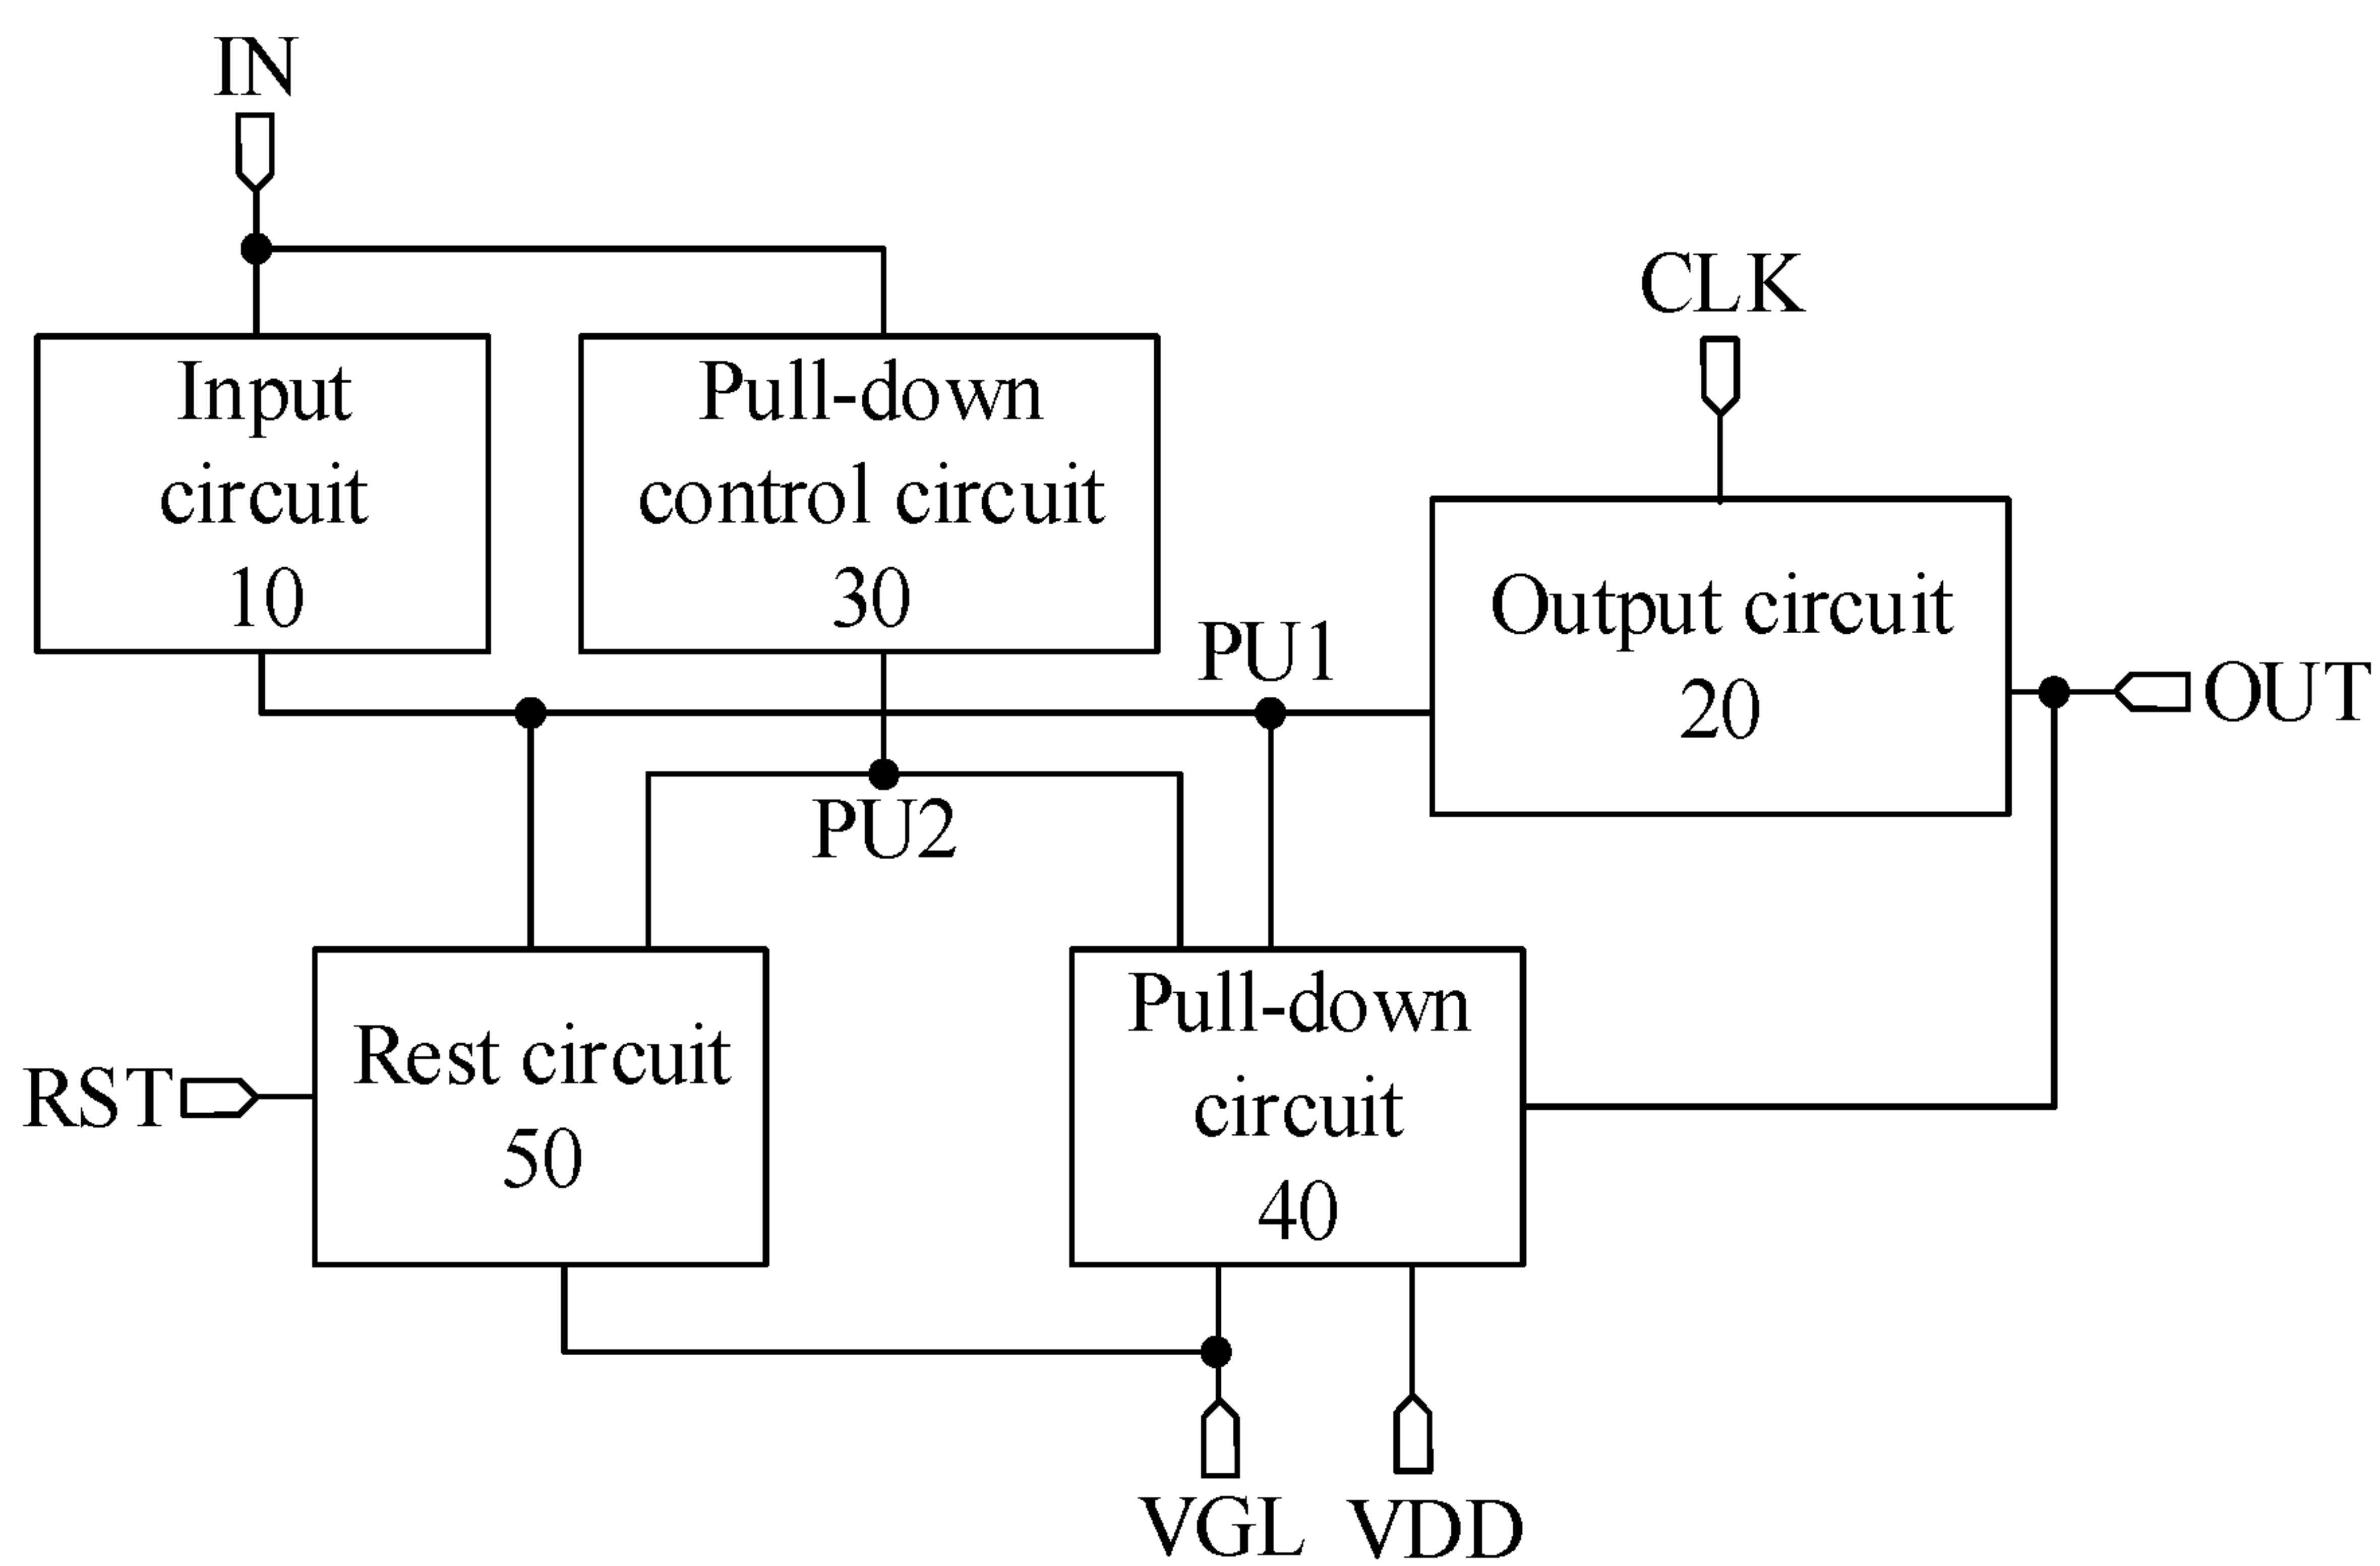 IN
CLK
Input
circuit
10
Pull-down
control circuit
30
Output circuit
20
PU1
OUT
PU2
Rest circuit
50
RST
Pull-down
circuit
40
VGL
VDD